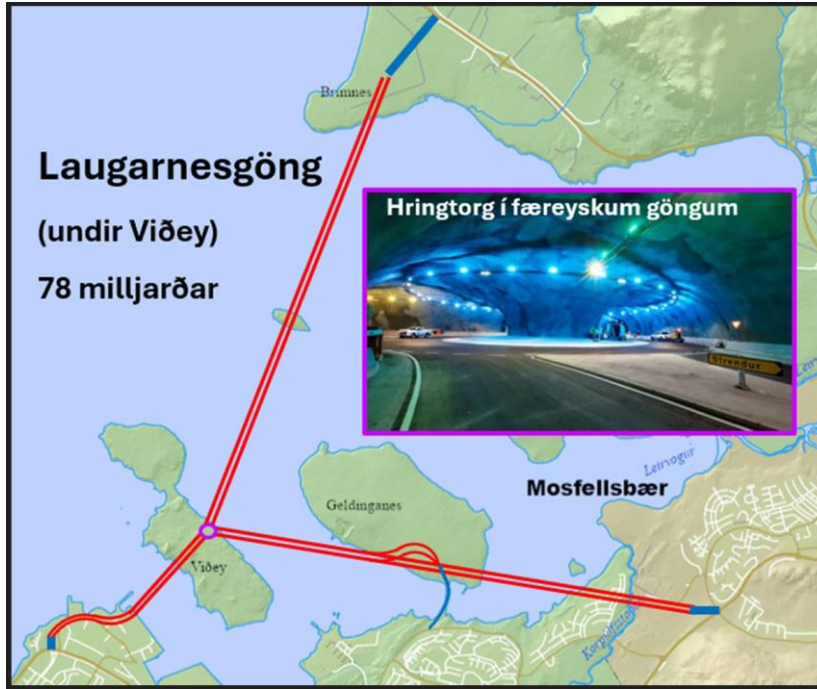 Brimnes
Laugarnesgöng
(undir Viðey)
78 milljarðar
Hringtorg í færeyskum göngum
Strendur
Leirvogur
Mosfellsbær
Geldinganes
Viðey